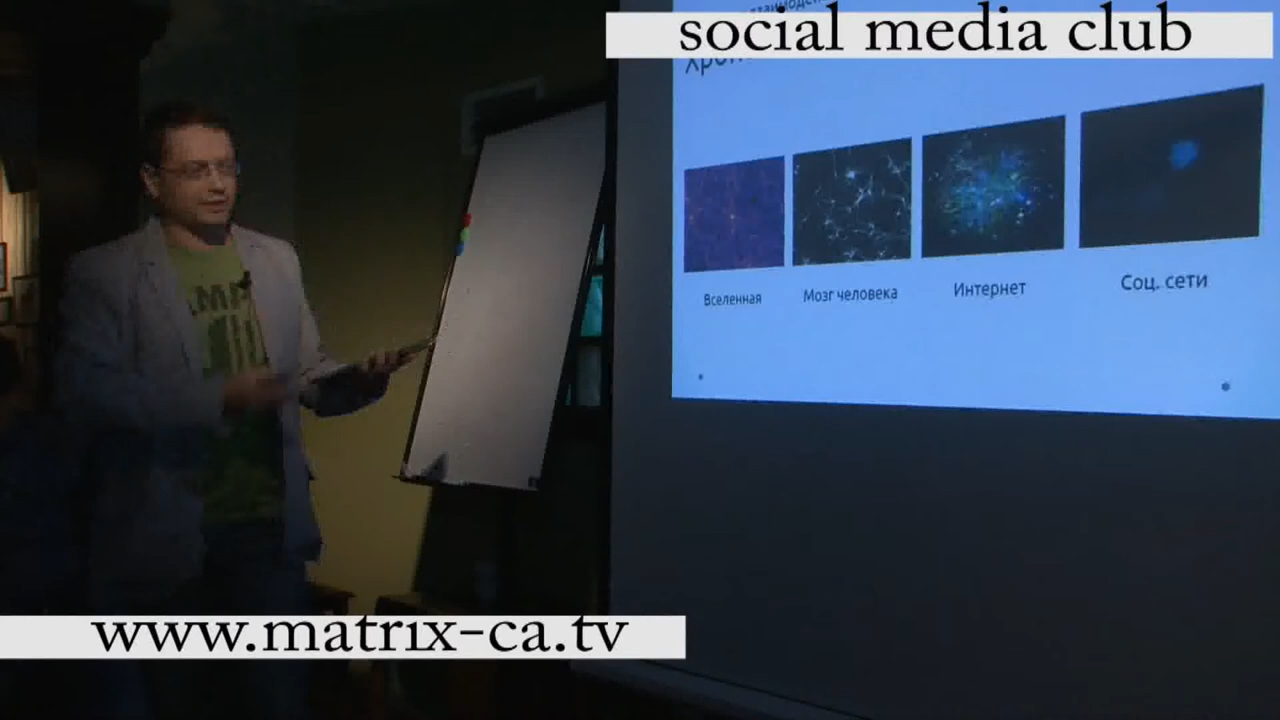 social media club
Вселенная
Мозг человека
Интернет
Соц. сети
www.matrix-ca.tv